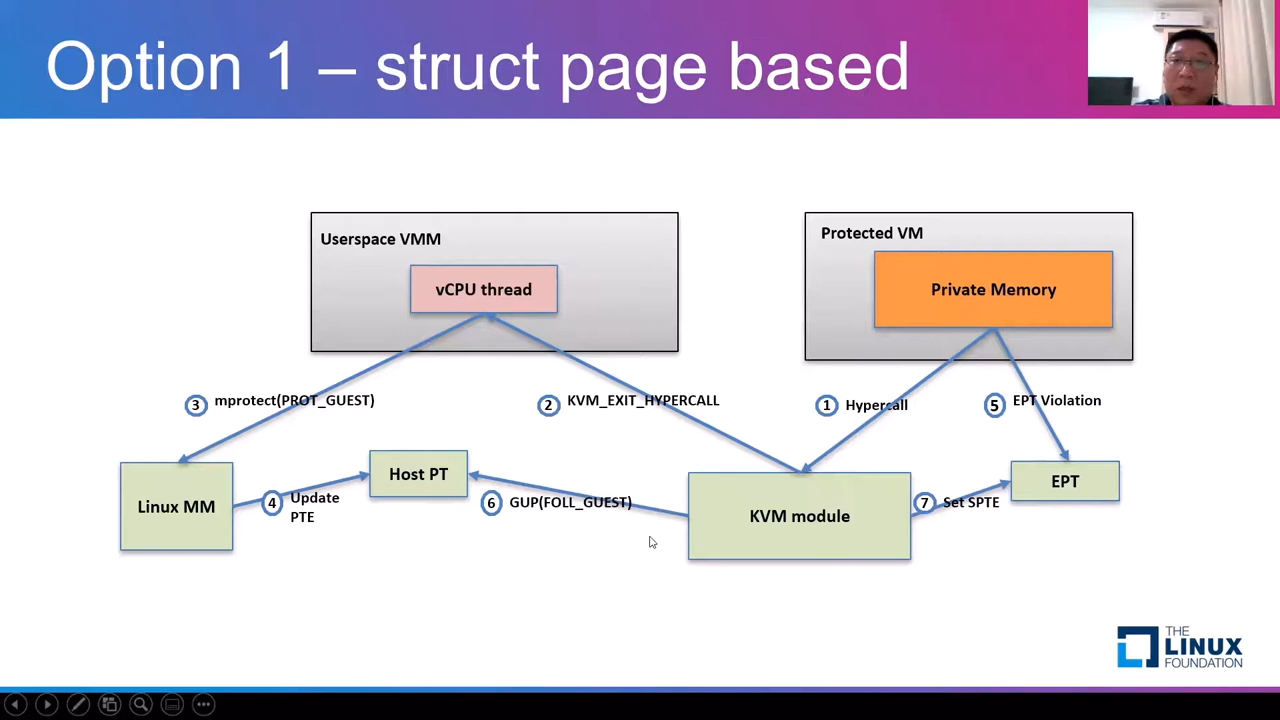 Option 1 – struct page based
Userspace VMM
vCPU thread
Protected VM
Private Memory
3 mprotect(PROT_GUEST)
2 KVM_EXIT_HYPERCALL
1 Hypercall
5 EPT Violation
Linux MM
4 Update
PTE
Host PT
6 GUP(FOLL_GUEST)
KVM module
7 Set SPTE
EPT
THE
LINUX
FOUNDATION